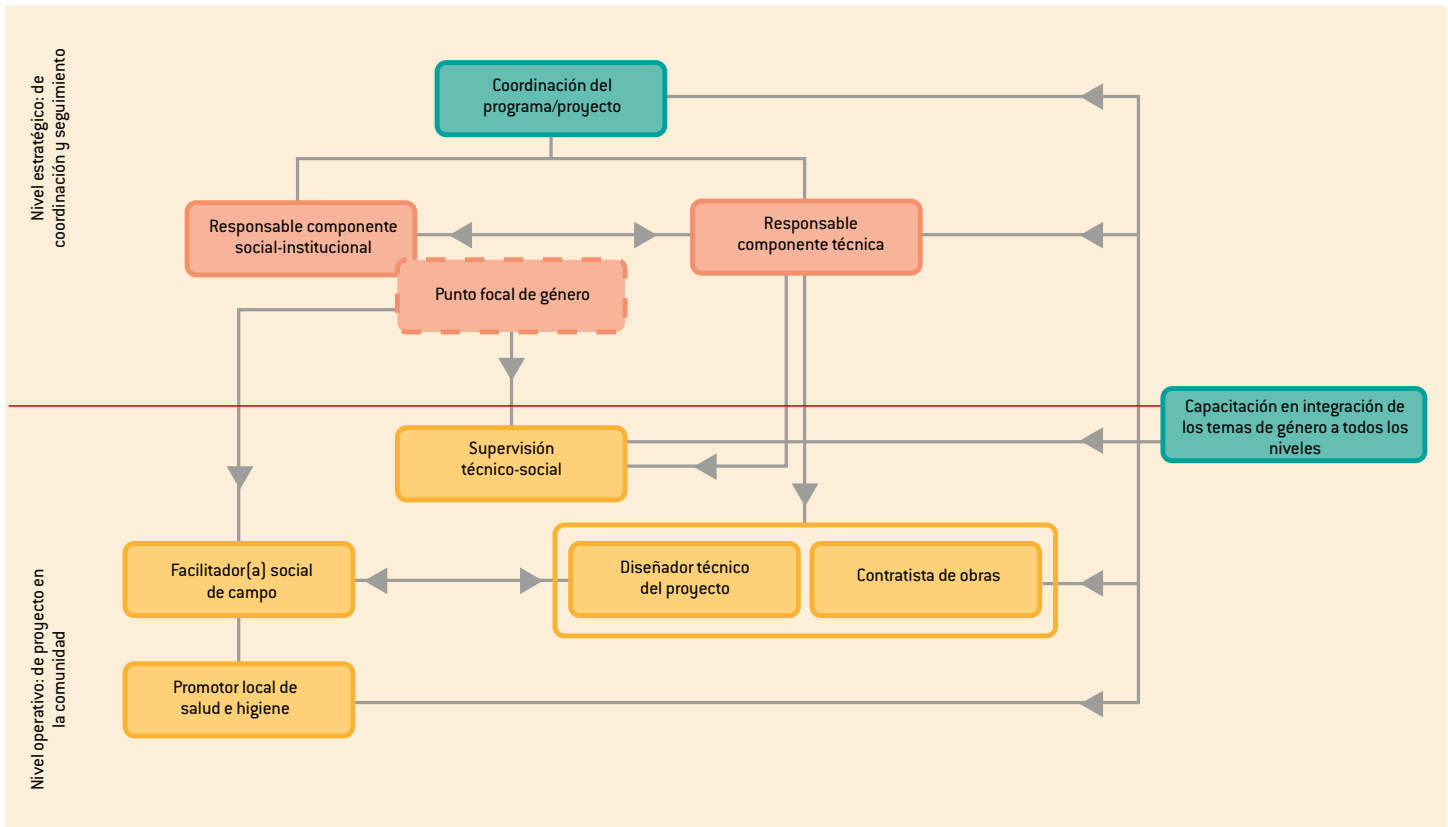 Nivel estratégico: de
coordinación y seguimiento
Coordinación del
programa/proyecto
Responsable componente
social-institucional
Responsable
componente técnica
Punto focal de género
Capacitación en integración de
los temas de género a todos los
niveles
Supervisión
técnico-social
Nivel operativo: de proyecto en
la comunidad
Facilitador(a) social
de campo
Diseñador técnico
del proyecto
Contratista de obras
Promotor local de
salud e higiene